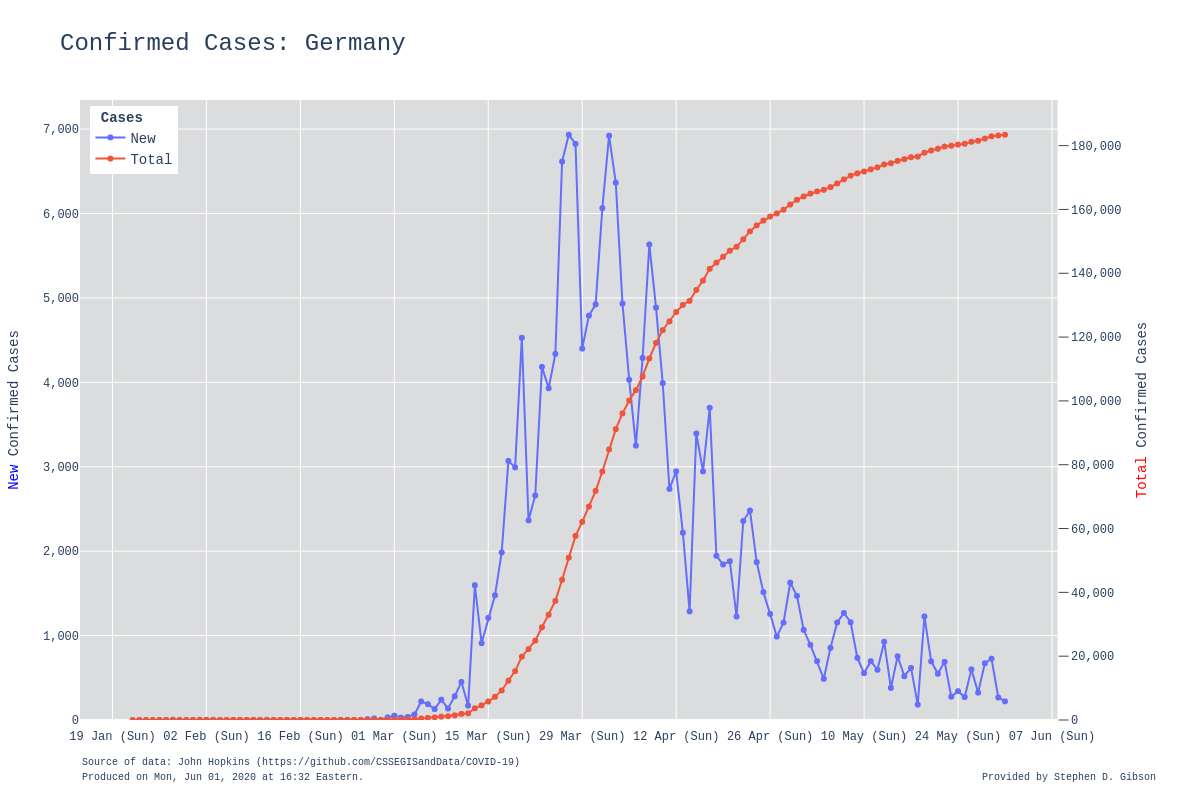 Confirmed Cases: Germany
Cases
New
Total
7,000
6,000
5,000
4,000
3,000
2,000
1,000
0
New Confirmed Cases
180,000
160,000
140,000
120,000
100,000
80,000
60,000
40,000
20,000
0
Total Confirmed Cases
19 Jan (Sun) 02 Feb (Sun) 16 Feb (Sun) 01 Mar (Sun) 15 Mar (Sun) 29 Mar (Sun) 12 Apr (Sun) 26 Apr (Sun) 10 May (Sun) 24 May (Sun) 07 Jun (Sun)
Source of data: John Hopkins (https://github.com/CSSEGISandData/COVID-19)
Produced on Mon, Jun 01, 2020 at 16:32 Eastern.
Provided by Stephen D. Gibson